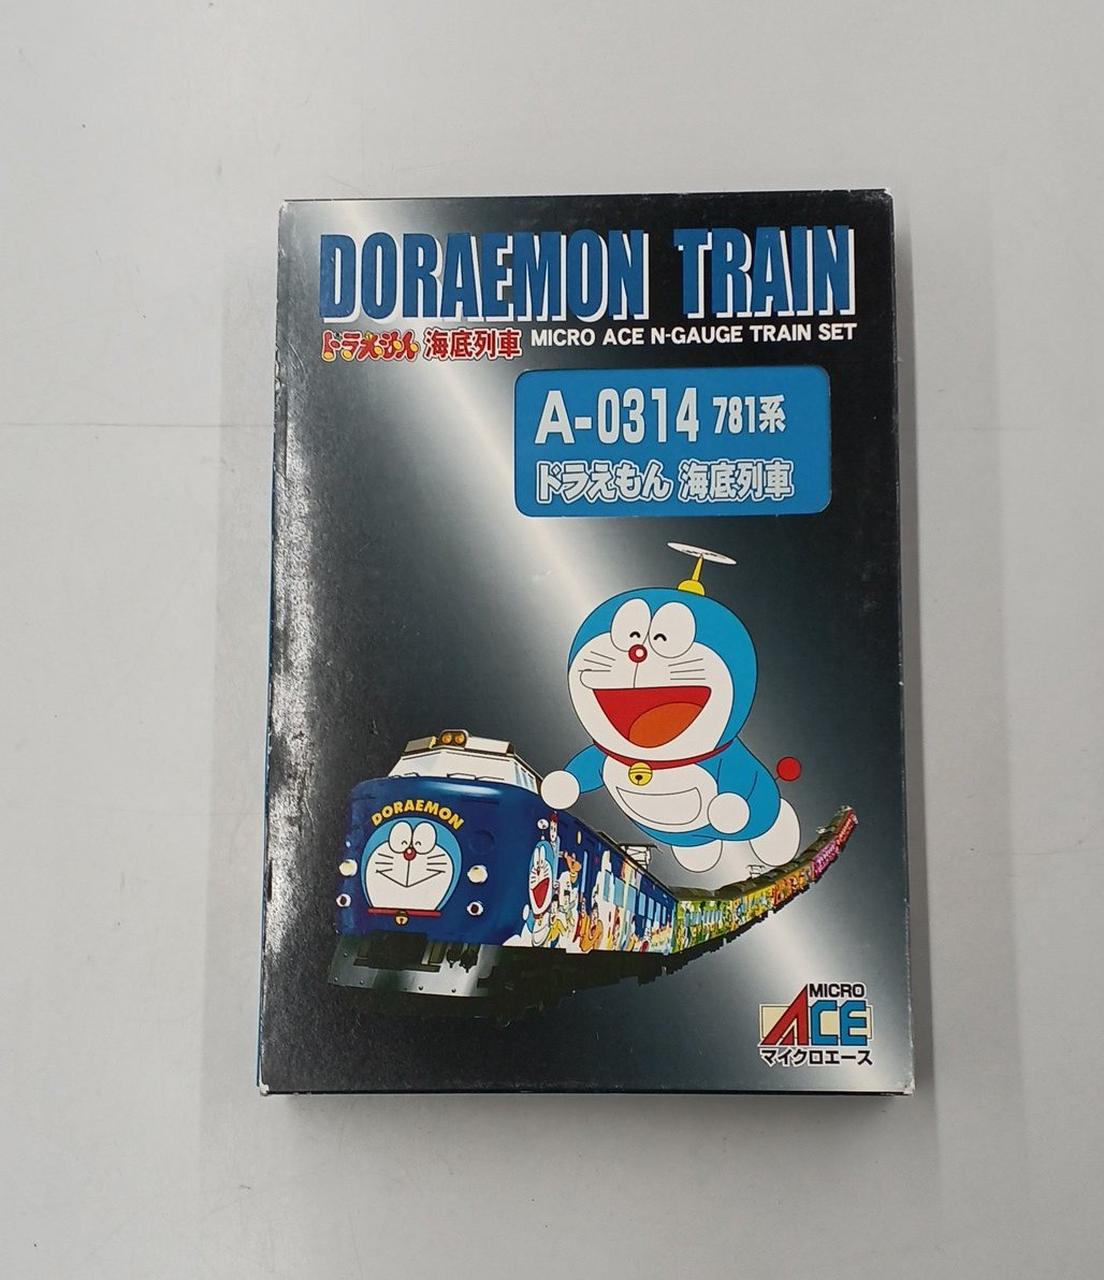 DORAEMON TRAIN
ドラえもん 海底列車 MICRO ACE N-GAUGE TRAIN SET
A-0314 781系
ドラえもん 海底列車
DORAEMON
MICRO
ACE
マイクロエース